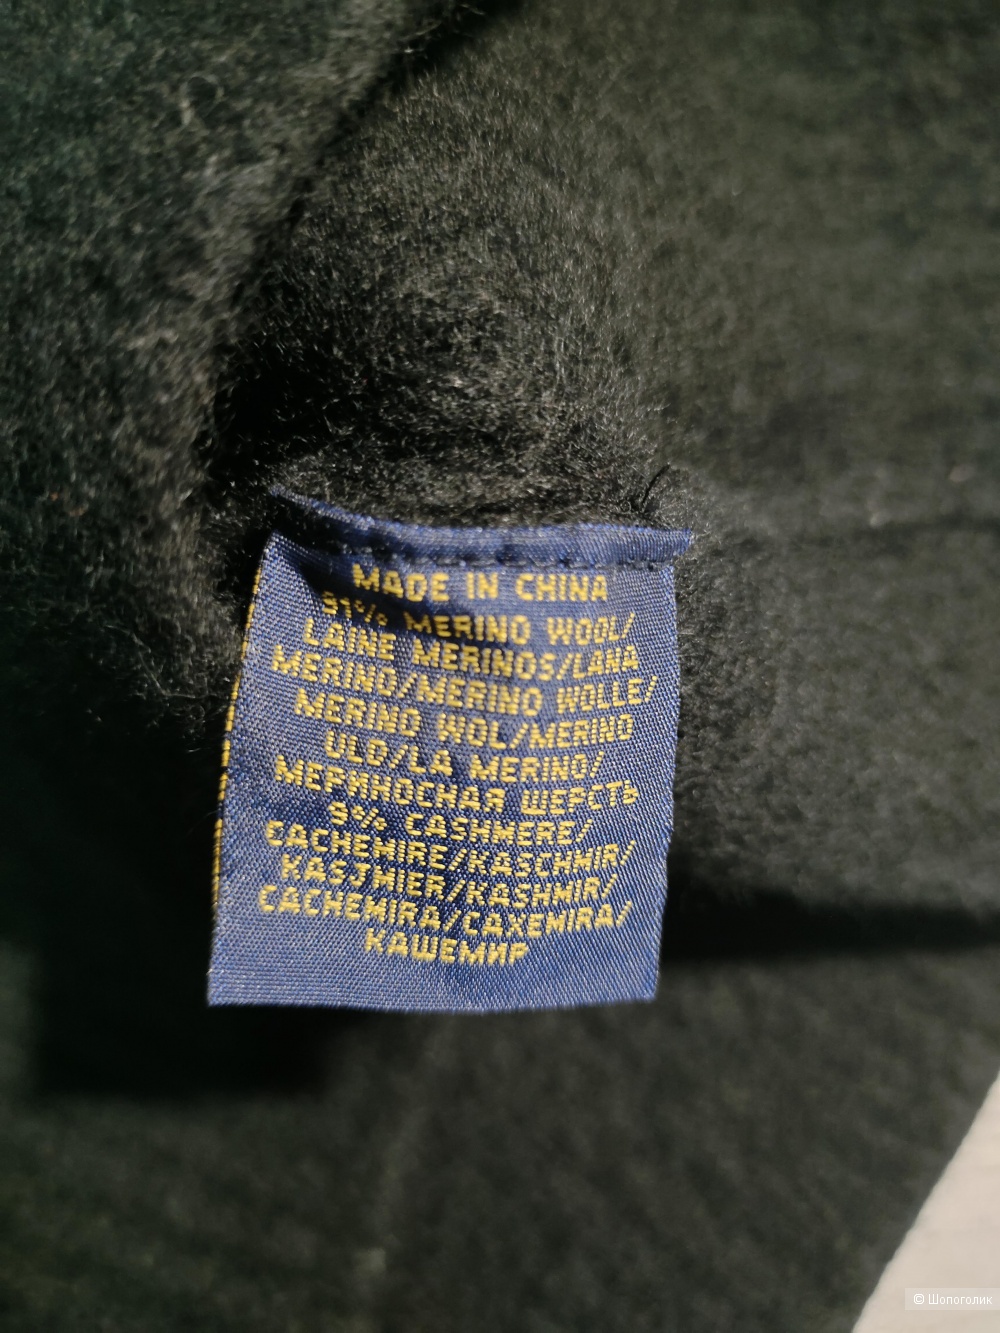 MADE IN CHINA
91% MERINO WOOL/
LAINE MERINOS/LANA
MERINO/MERINO WOLLE/
MERINO WOL/MERINO
ULD/LA MERINO/
МЕРИНОСНАЯ ШЕРСТЬ
9% CASHMERE/
CACHEMIRE/KASCHMIR/
KASJMIER/KASHMIR/
CACHEMIRA/CAXEMIRA/
КАШЕМИР
© Шопоголик